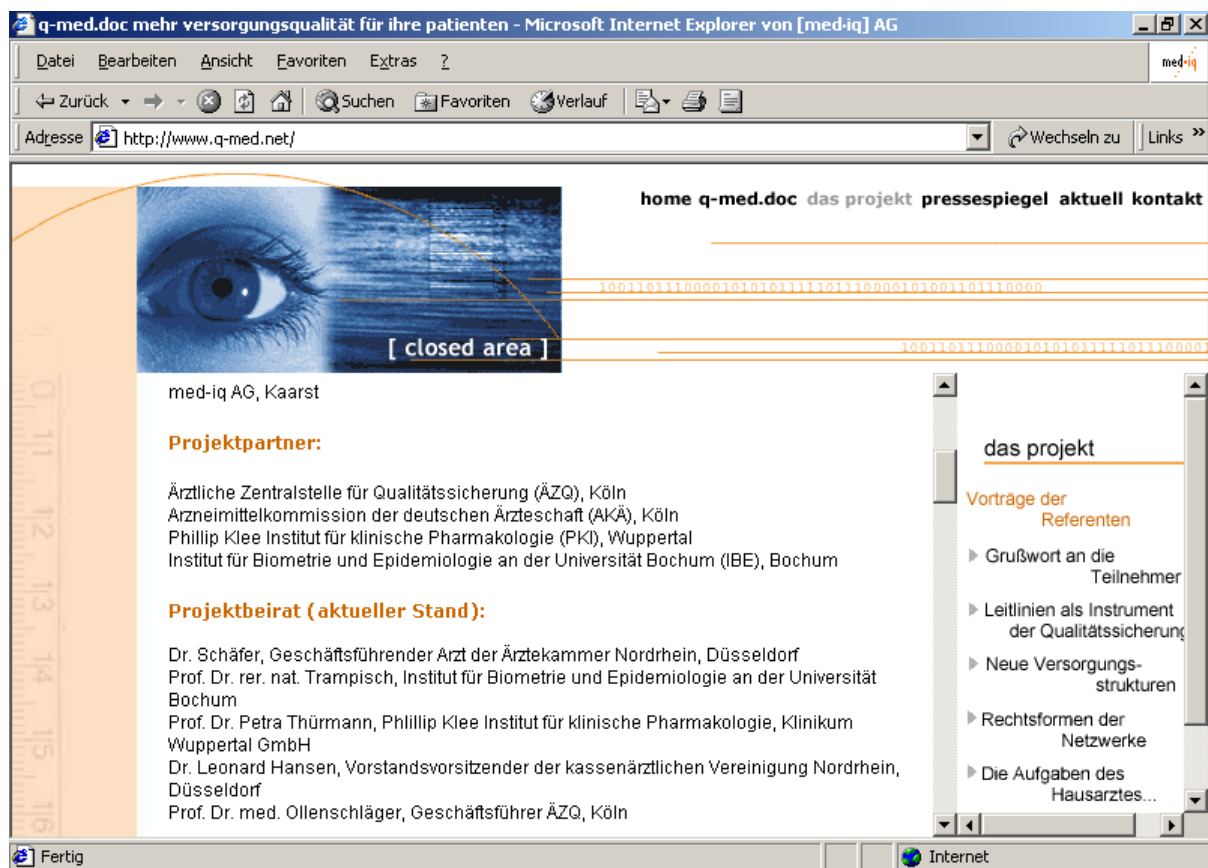 q-med.doc mehr versorgungsqualität für ihre patienten - Microsoft Internet Explorer von [med·iq] AG
Datei Bearbeiten Ansicht Favoriten Extras ?
med·iq
Zurück Suchen Favoriten Verlauf
Adresse http://www.q-med.net/ Wechseln zu Links »
home q-med.doc das projekt pressespiegel aktuell kontakt
[ closed area ]
med-iq AG, Kaarst
Projektpartner:
Ärztliche Zentralstelle für Qualitätssicherung (ÄZQ), Köln
Arzneimittelkommission der deutschen Ärzteschaft (AKÄ), Köln
Phillip Klee Institut für klinische Pharmakologie (PKI), Wuppertal
Institut für Biometrie und Epidemiologie an der Universität Bochum (IBE), Bochum
Projektbeirat (aktueller Stand):
Dr. Schäfer, Geschäftsführender Arzt der Ärztekammer Nordrhein, Düsseldorf
Prof. Dr. rer. nat. Trampisch, Institut für Biometrie und Epidemiologie an der Universität
Bochum
Prof. Dr. Petra Thürmann, Phlillip Klee Institut für klinische Pharmakologie, Klinikum
Wuppertal GmbH
Dr. Leonard Hansen, Vorstandsvorsitzender der kassenärztlichen Vereinigung Nordrhein,
Düsseldorf
Prof. Dr. med. Ollenschläger, Geschäftsführer ÄZQ, Köln
das projekt
Vorträge der
Referenten
Grußwort an die
Teilnehmer
Leitlinien als Instrument
der Qualitätssicherung
Neue Versorgungs-
strukturen
Rechtsformen der
Netzwerke
Die Aufgaben des
Hausarztes...
10
11
12
13
14
15
16
Fertig Internet